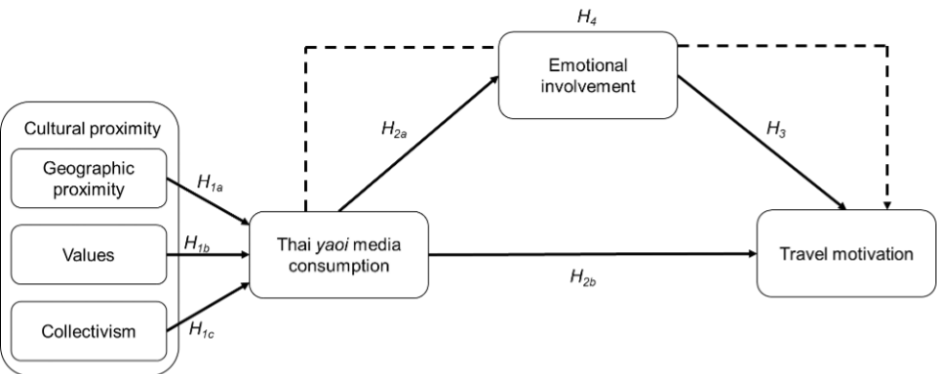 H4
Emotional
involvement
Cultural proximity
Geographic
proximity
H1a
H2a
H3
Values
H1b
Thai yaoi media
consumption
Travel motivation
H2b
Collectivism
H1c